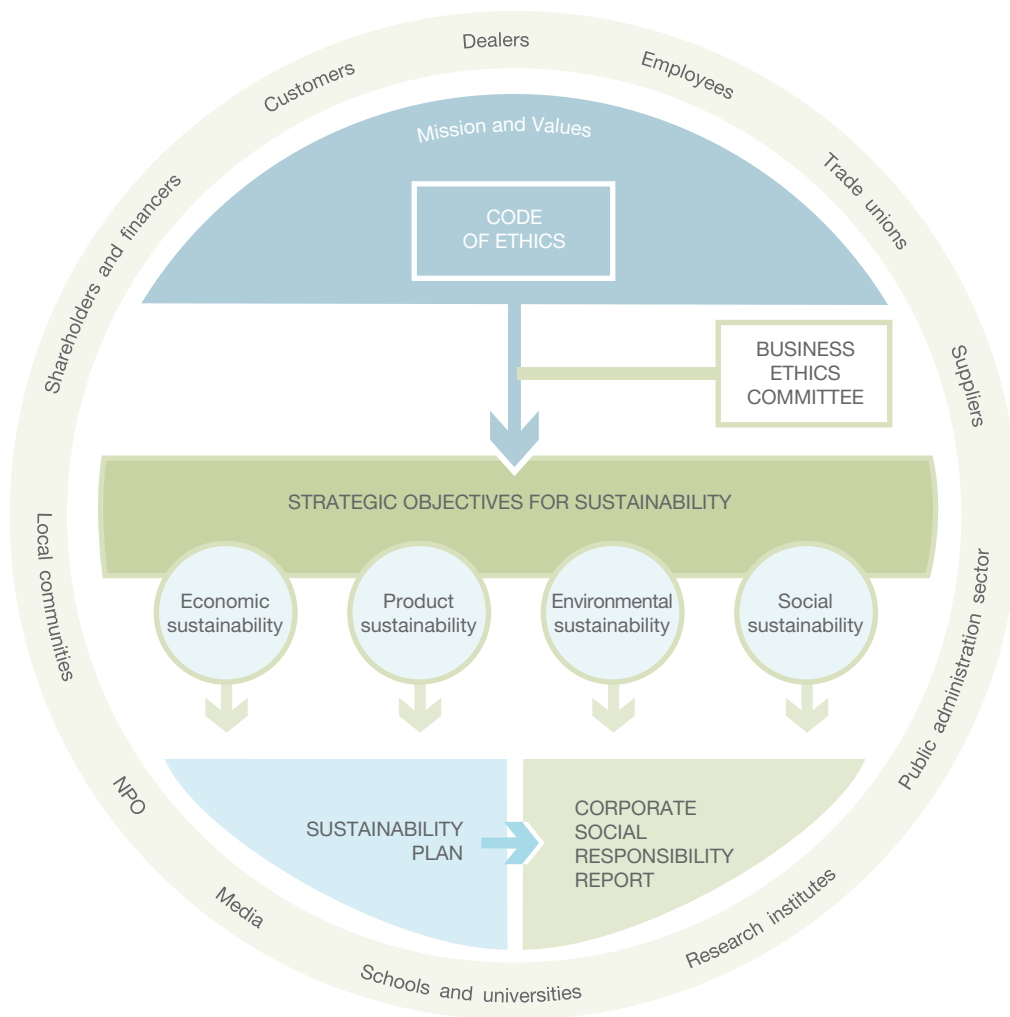 Dealers
Employees
Customers
Trade unions
Shareholders and financers
Suppliers
Local communities
Public administration sector
NPO
Research institutes
Media
Schools and universities
Mission and Values
CODE
OF ETHICS
BUSINESS
ETHICS
COMMITTEE
STRATEGIC OBJECTIVES FOR SUSTAINABILITY
Economic
sustainability
Product
sustainability
Environmental
sustainability
Social
sustainability
SUSTAINABILITY
PLAN
CORPORATE
SOCIAL
RESPONSIBILITY
REPORT